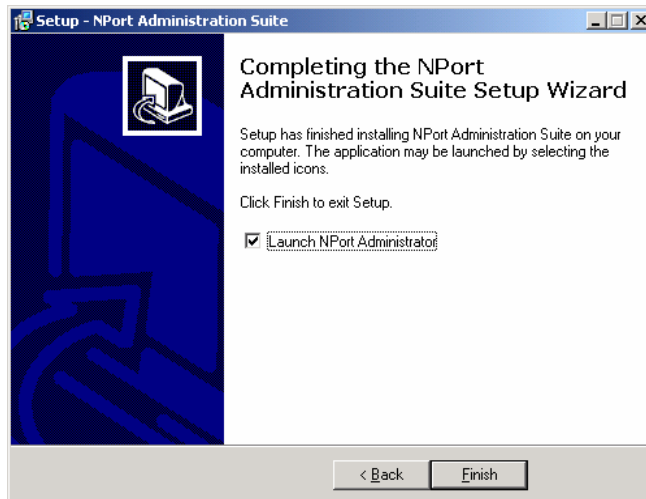 Setup - NPort Administration Suite
Completing the NPort
Administration Suite Setup Wizard
Setup has finished installing NPort Administration Suite on your
computer. The application may be launched by selecting the
installed icons.
Click Finish to exit Setup.
Launch NPort Administrator
< Back
Finish